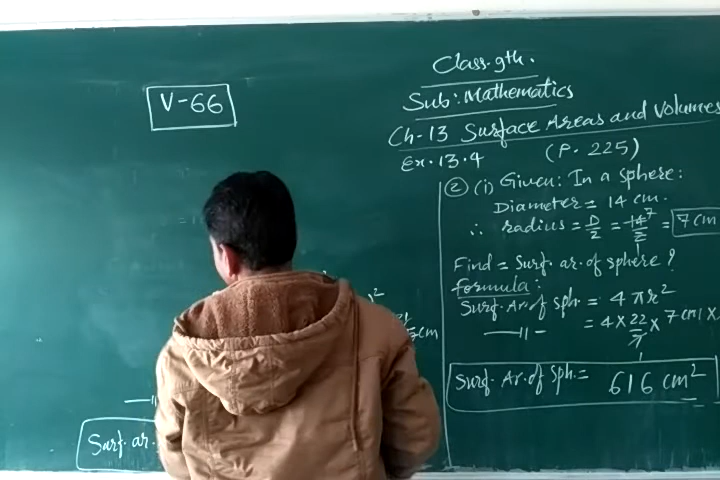 V-66
Class-9th.
Sub: Mathematics
Ch-13 Surface Areas and Volumes
Ex.13.4 (P. 225)
② (i) Given: In a sphere:
Diameter = 14 cm.
∴ radius = D/2 = 14/2 = 7 cm
Find = Surf. ar. of sphere?
formula:
Surf. Ar. of sph. = 4πr²
—11— = 4 × 22/7 × 7 cm × 
Surf. Ar. of Sph. = 616 cm²
7cm
Surf. ar.